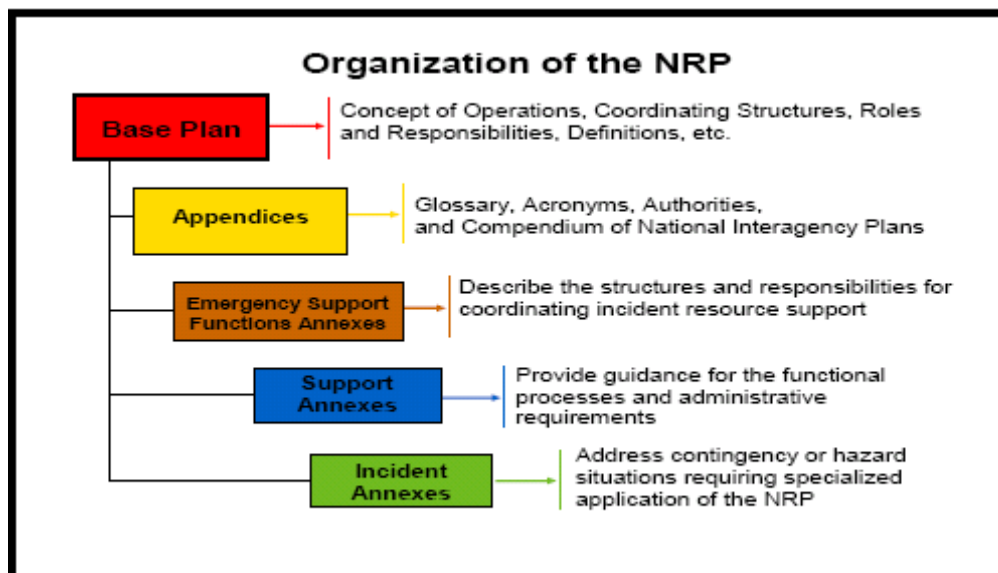 Organization of the NRP
Base Plan
Concept of Operations, Coordinating Structures, Roles
and Responsibilities, Definitions, etc.
Appendices
Glossary, Acronyms, Authorities,
and Compendium of National Interagency Plans
Emergency Support
Functions Annexes
Describe the structures and responsibilities for
coordinating incident resource support
Support
Annexes
Provide guidance for the functional
processes and administrative
requirements
Incident
Annexes
Address contingency or hazard
situations requiring specialized
application of the NRP